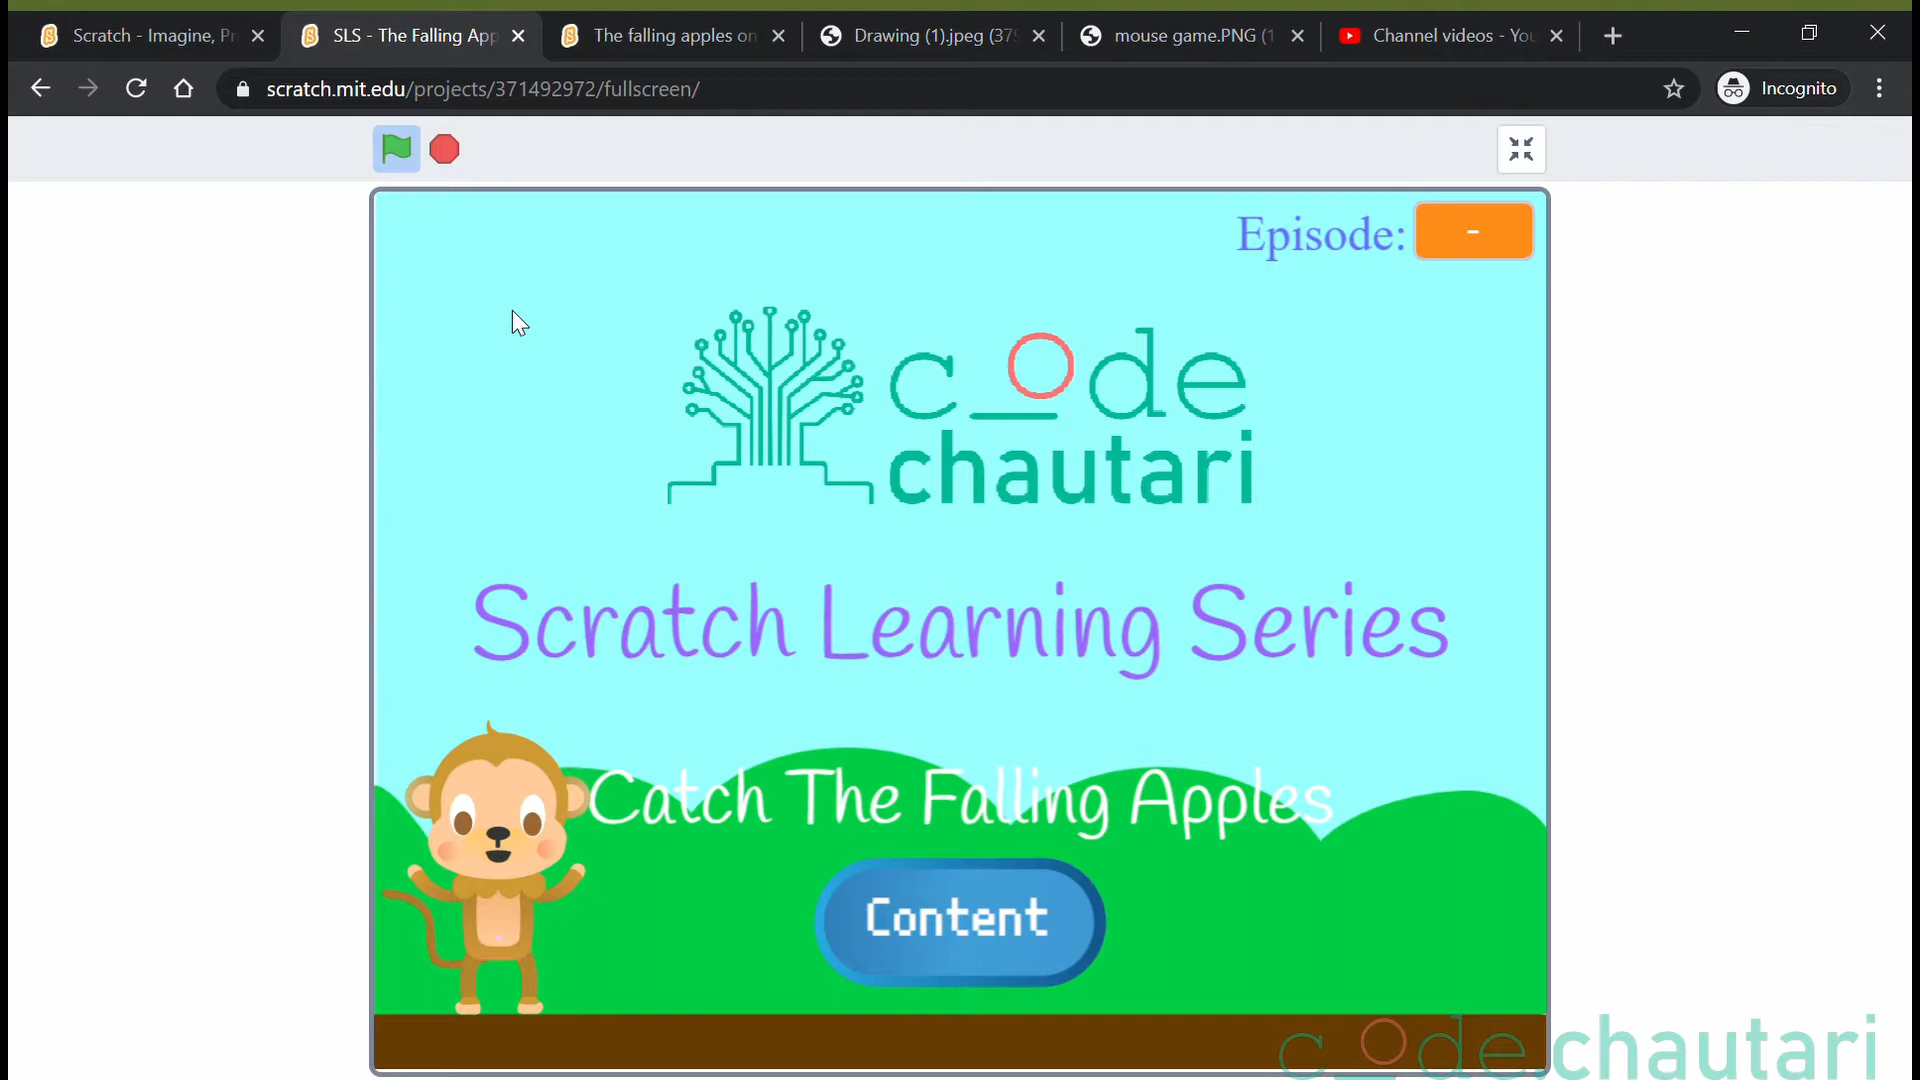 Scratch - Imagine, Pr
SLS - The Falling App
The falling apples on
Drawing (1).jpeg (379
mouse game.PNG (1
Channel videos - You
scratch.mit.edu/projects/371492972/fullscreen/
Incognito
Episode: -
c_ode
chautari
Scratch Learning Series
Catch The Falling Apples
Content
c_ode.chautari